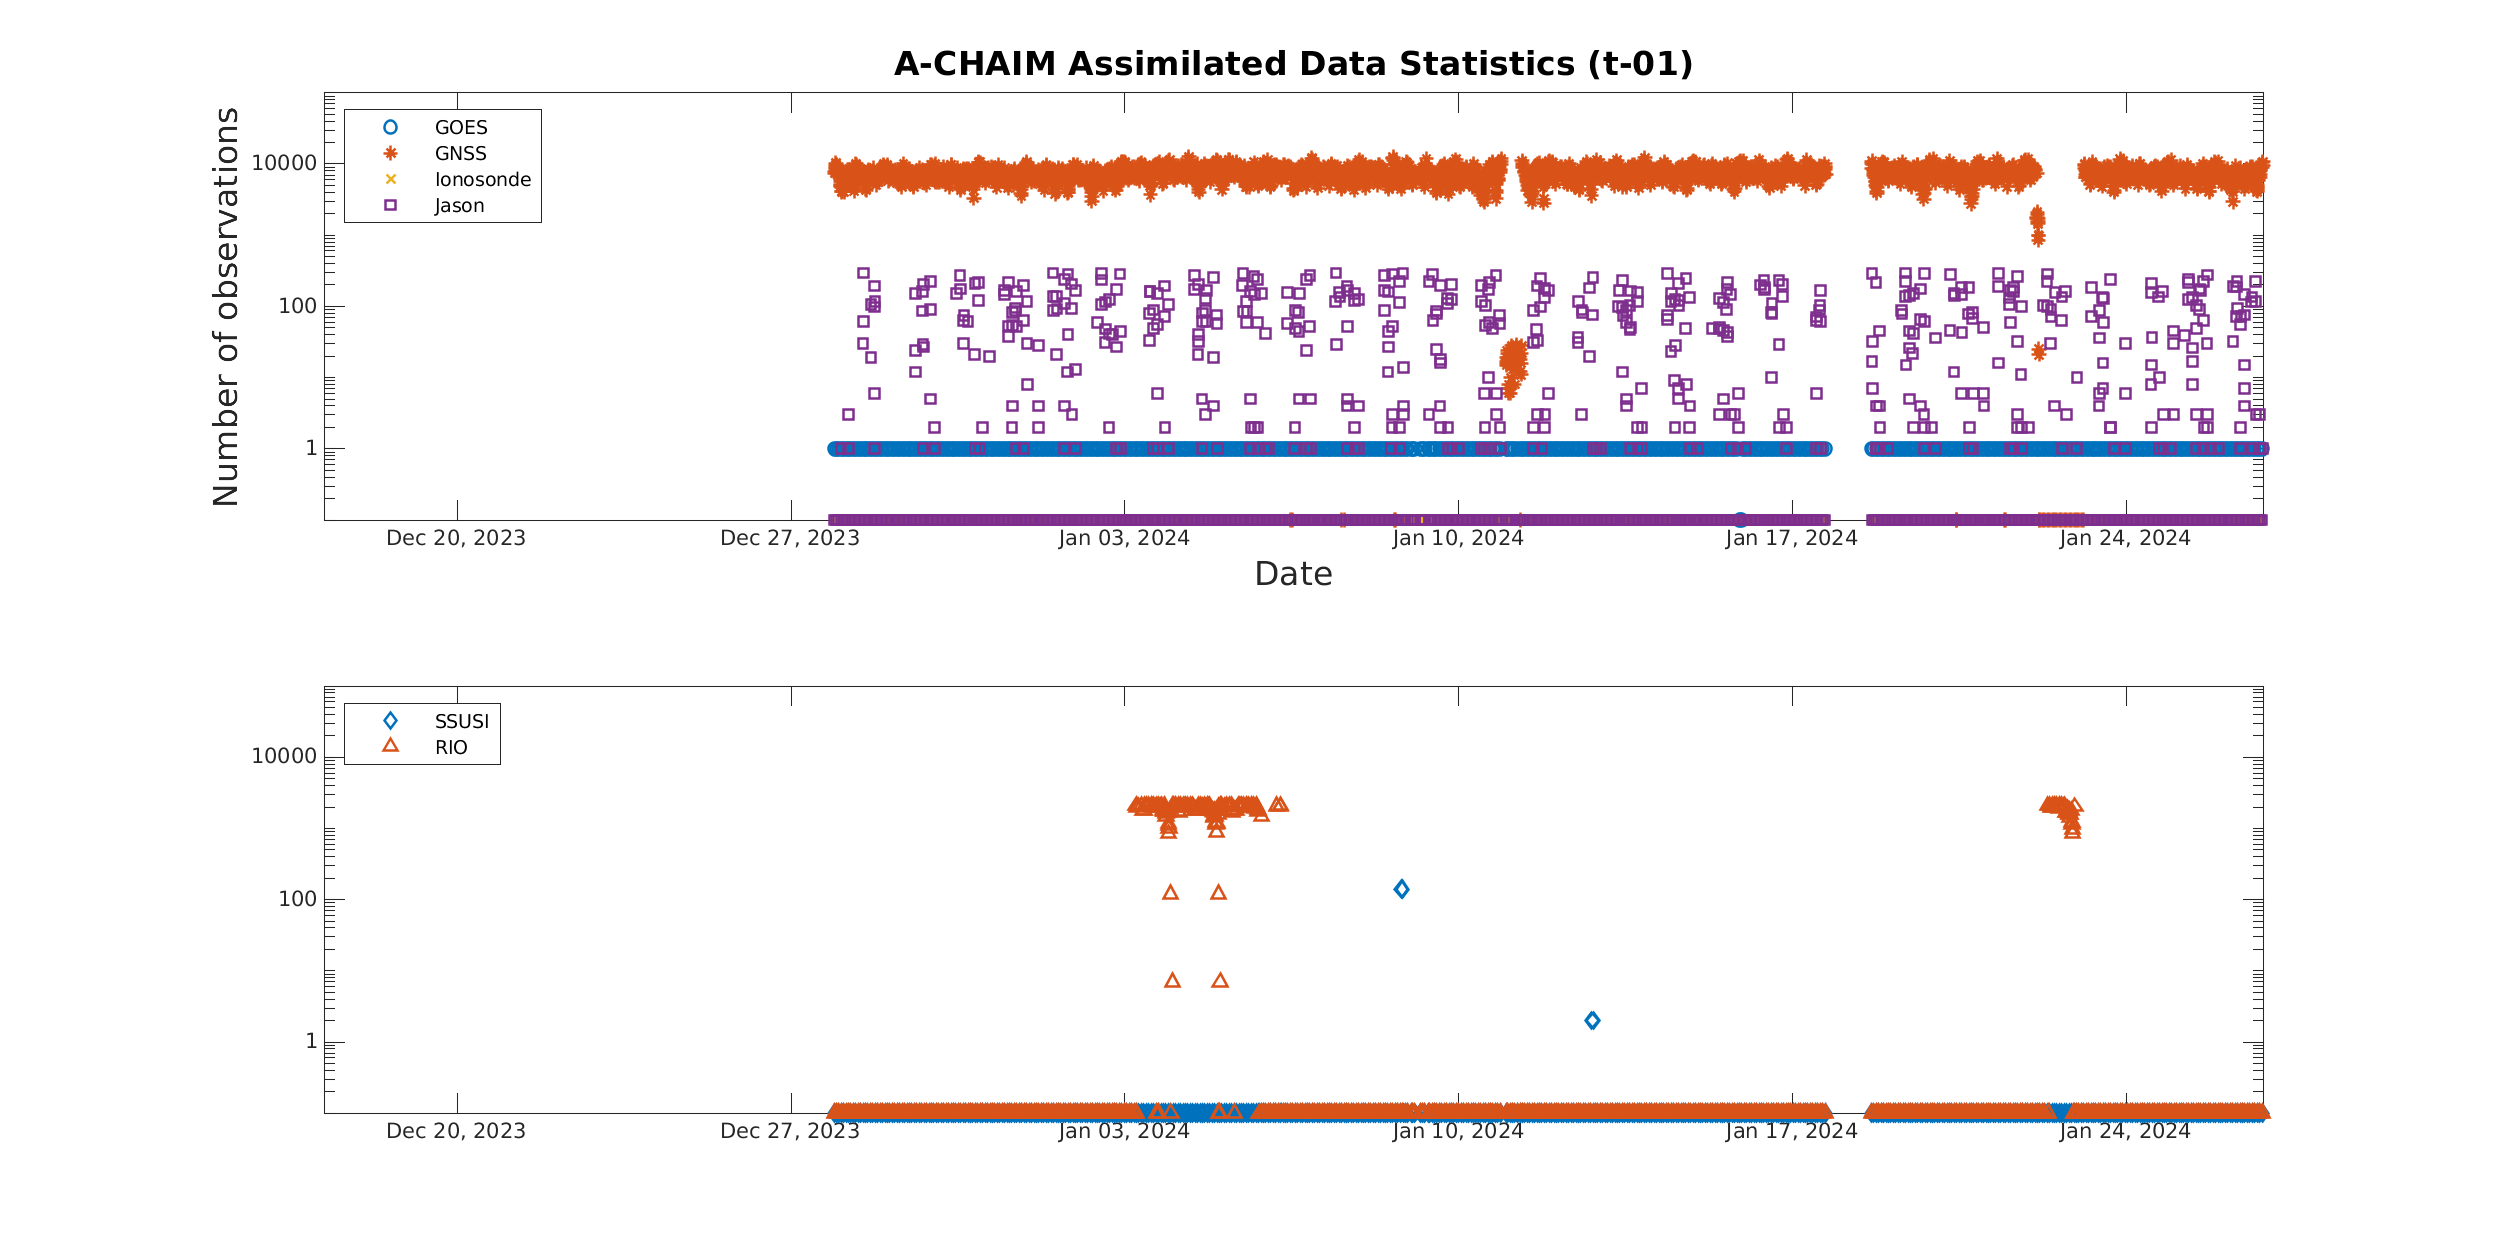 A-CHAIM Assimilated Data Statistics (t-01)
Number of observations
10000
100
1
GOES
GNSS
Ionosonde
Jason
Dec 20, 2023
Dec 27, 2023
Jan 03, 2024
Jan 10, 2024
Jan 17, 2024
Jan 24, 2024
Date
10000
100
1
SSUSI
RIO
Dec 20, 2023
Dec 27, 2023
Jan 03, 2024
Jan 10, 2024
Jan 17, 2024
Jan 24, 2024